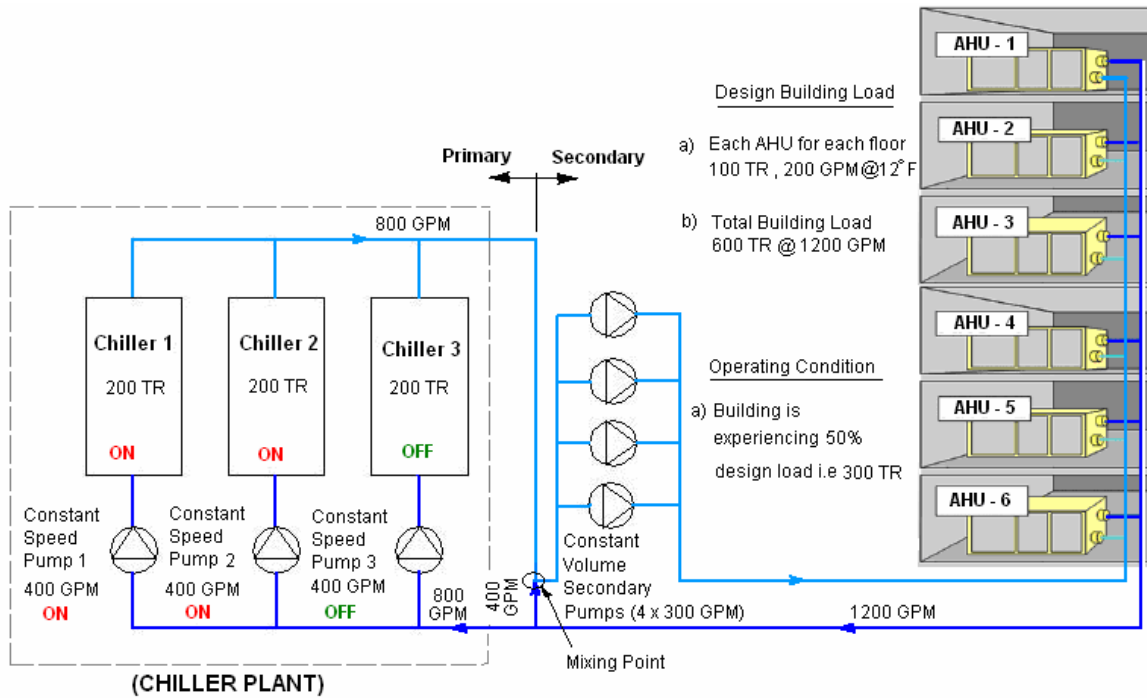 AHU - 1
AHU - 2
AHU - 3
AHU - 4
AHU - 5
AHU - 6
Design Building Load
a) Each AHU for each floor
100 TR , 200 GPM @12°F
b) Total Building Load
600 TR @ 1200 GPM
Primary
Secondary
800 GPM
Chiller 1
200 TR
ON
Chiller 2
200 TR
ON
Chiller 3
200 TR
OFF
Operating Condition
a) Building is
experiencing 50%
design load i.e 300 TR
Constant
Speed
Pump 1
400 GPM
ON
Constant
Speed
Pump 2
400 GPM
ON
Constant
Speed
Pump 3
400 GPM
OFF
800
GPM
400
GPM
Constant
Volume
Secondary
Pumps (4 x 300 GPM)
1200 GPM
Mixing Point
(CHILLER PLANT)